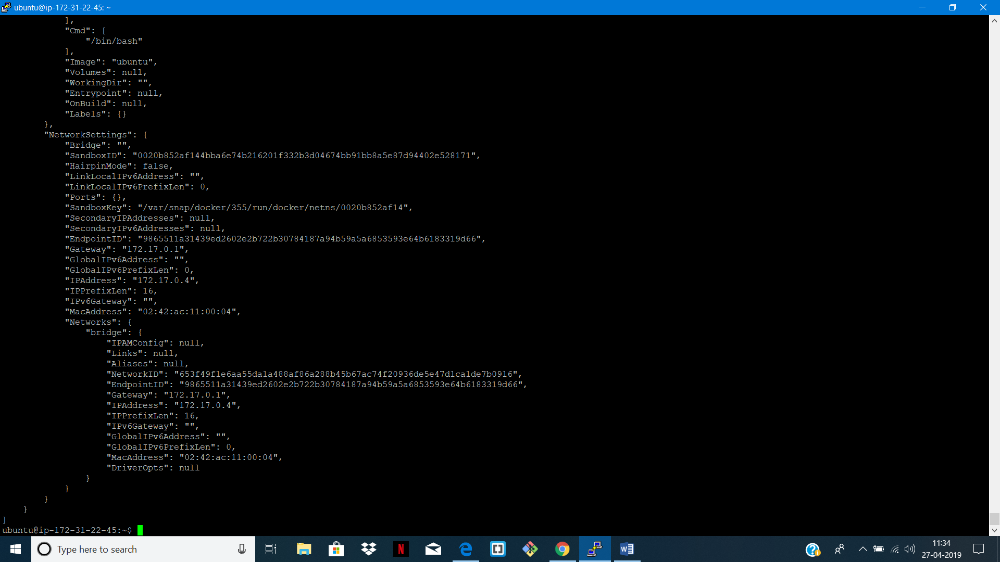 ubuntu@ip-172-31-22-45: ~
],
"Cmd": [
"/bin/bash"
],
"Image": "ubuntu",
"Volumes": null,
"WorkingDir": "",
"Entrypoint": null,
"OnBuild": null,
"Labels": {}
},
"NetworkSettings": {
"Bridge": "",
"SandboxID": "0020b852af144bba6e74b216201f332b3d04674bb91bb8a5e87d94402e528171",
"HairpinMode": false,
"LinkLocalIPv6Address": "",
"LinkLocalIPv6PrefixLen": 0,
"Ports": {},
"SandboxKey": "/var/snap/docker/355/run/docker/netns/0020b852af14",
"SecondaryIPAddresses": null,
"SecondaryIPv6Addresses": null,
"EndpointID": "9865511a31439ed2602e2b722b30784187a94b59a5a6853593e64b6183319d66",
"Gateway": "172.17.0.1",
"GlobalIPv6Address": "",
"GlobalIPv6PrefixLen": 0,
"IPAddress": "172.17.0.4",
"IPPrefixLen": 16,
"IPv6Gateway": "",
"MacAddress": "02:42:ac:11:00:04",
"Networks": {
"bridge": {
"IPAMConfig": null,
"Links": null,
"Aliases": null,
"NetworkID": "653f49f1e6aa55da1a488af86a288b45b67ac74f20936de5e47d1ca1de7b0916",
"EndpointID": "9865511a31439ed2602e2b722b30784187a94b59a5a6853593e64b6183319d66",
"Gateway": "172.17.0.1",
"IPAddress": "172.17.0.4",
"IPPrefixLen": 16,
"IPv6Gateway": "",
"GlobalIPv6Address": "",
"GlobalIPv6PrefixLen": 0,
"MacAddress": "02:42:ac:11:00:04",
"DriverOpts": null
}
}
}
}
]
ubuntu@ip-172-31-22-45:~$
Type here to search
11:34
27-04-2019